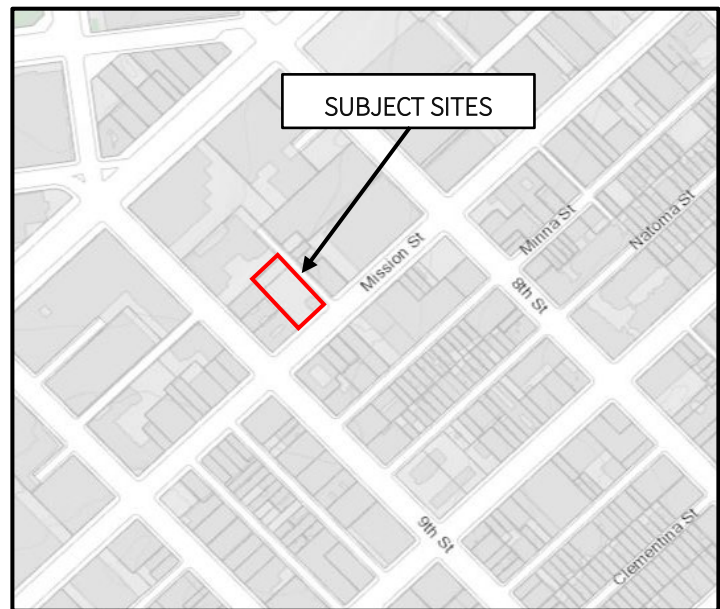 SUBJECT SITES
Mission St
Minna St
Natoma St
8th St
9th St
Clementina St